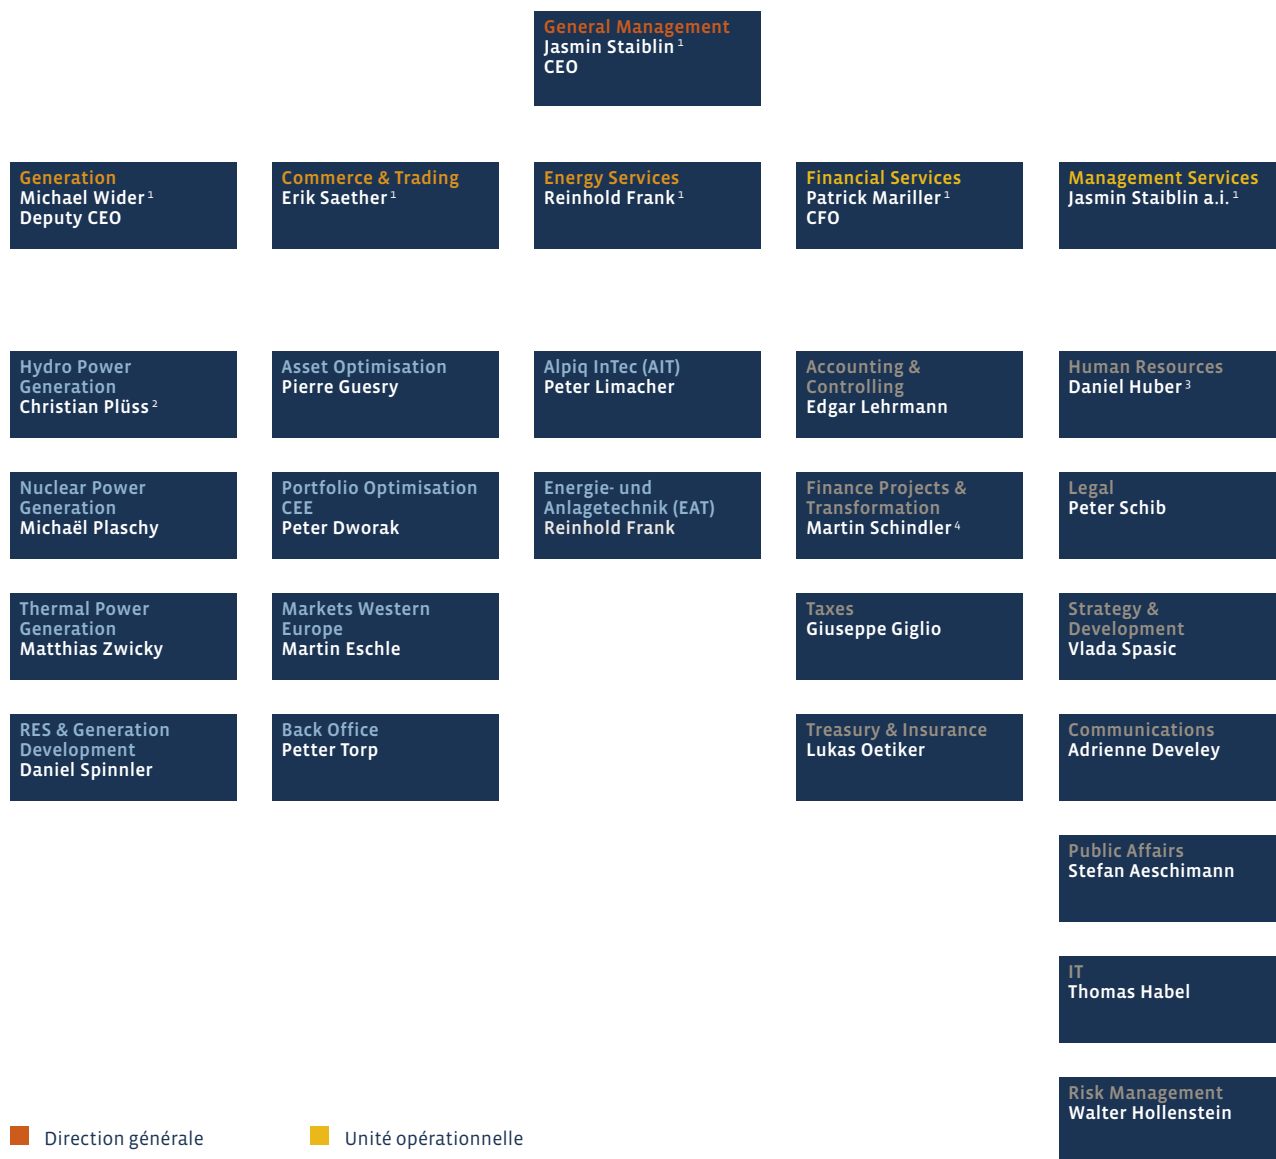 General Management
Jasmin Staiblin ¹
CEO
Generation
Michael Wider ¹
Deputy CEO
Commerce & Trading
Erik Saether ¹
Energy Services
Reinhold Frank ¹
Financial Services
Patrick Mariller ¹
CFO
Management Services
Jasmin Staiblin a.i. ¹
Hydro Power
Generation
Christian Plüss ²
Asset Optimisation
Pierre Guesry
Alpiq InTec (AIT)
Peter Limacher
Accounting &
Controlling
Edgar Lehrmann
Human Resources
Daniel Huber ³
Nuclear Power
Generation
Michaël Plaschy
Portfolio Optimisation
CEE
Peter Dworak
Energie- und
Anlagetechnik (EAT)
Reinhold Frank
Finance Projects &
Transformation
Martin Schindler ⁴
Legal
Peter Schib
Thermal Power
Generation
Matthias Zwicky
Markets Western
Europe
Martin Eschle
Taxes
Giuseppe Giglio
Strategy &
Development
Vlada Spasic
RES & Generation
Development
Daniel Spinnler
Back Office
Petter Torp
Treasury & Insurance
Lukas Oetiker
Communications
Adrienne Develey
Public Affairs
Stefan Aeschimann
IT
Thomas Habel
Risk Management
Walter Hollenstein
Direction générale
Unité opérationnelle